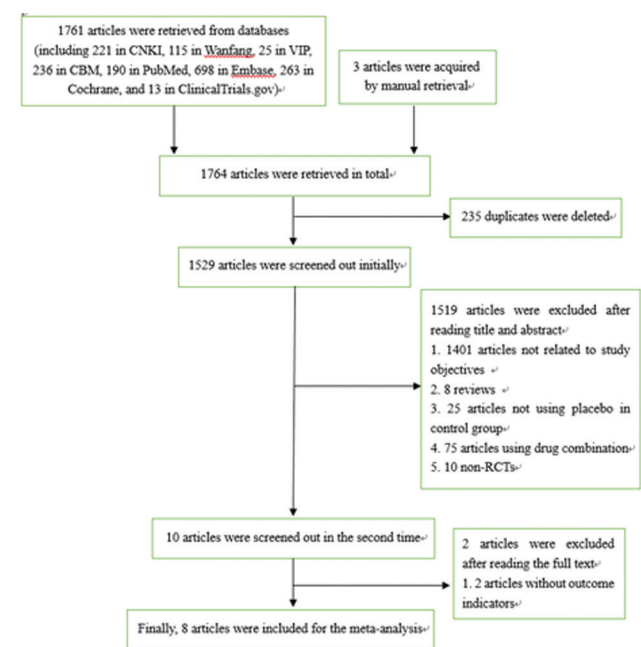 1761 articles were retrieved from databases
(including 221 in CNKI, 115 in Wanfang, 25 in VIP,
236 in CBM, 190 in PubMed, 698 in Embase, 263 in
Cochrane, and 13 in ClinicalTrials.gov)
3 articles were acquired
by manual retrieval
1764 articles were retrieved in total
235 duplicates were deleted
1529 articles were screened out initially
1519 articles were excluded after
reading title and abstract
1. 1401 articles not related to study
objectives
2. 8 reviews
3. 25 articles not using placebo in
control group
4. 75 articles using drug combination
5. 10 non-RCTs
10 articles were screened out in the second time
2 articles were excluded
after reading the full text
1. 2 articles without outcome
indicators
Finally, 8 articles were included for the meta-analysis